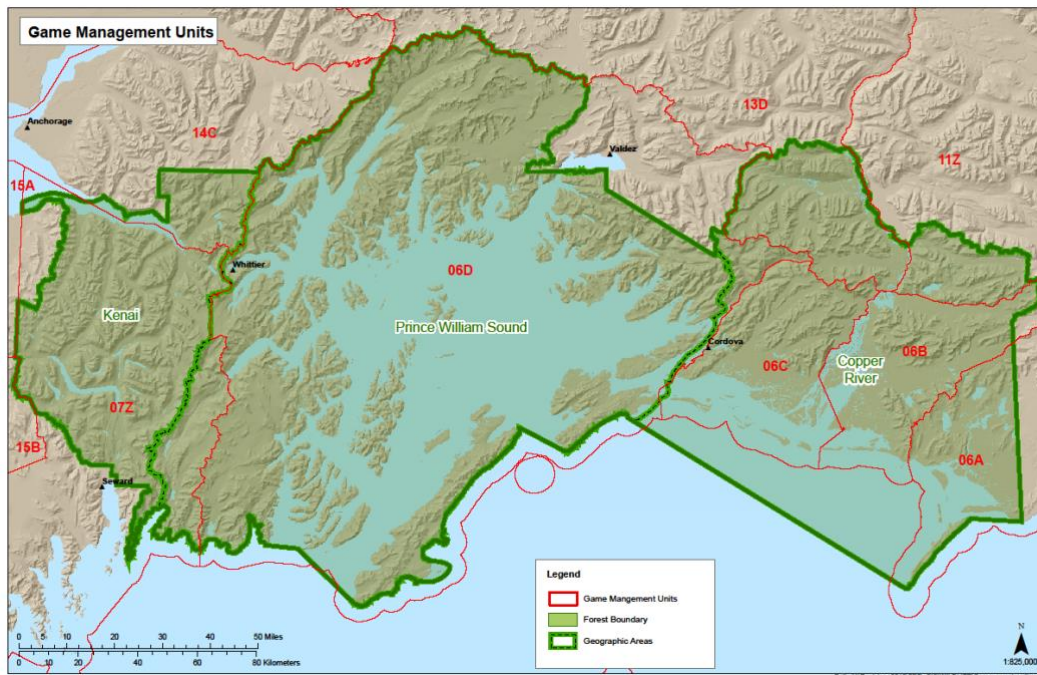 Game Management Units
Anchorage
14C
13D
Valdez
11Z
15A
Whittier
06D
Kenai
Prince William Sound
Cordova
06C
06B
Copper
River
07Z
15B
06A
Seward
Legend
Game Mangement Units
Forest Boundary
Geographic Areas
0 5 10 20 30 40 50 Miles
0 10 20 40 60 80 Kilometers
N
1:825,000